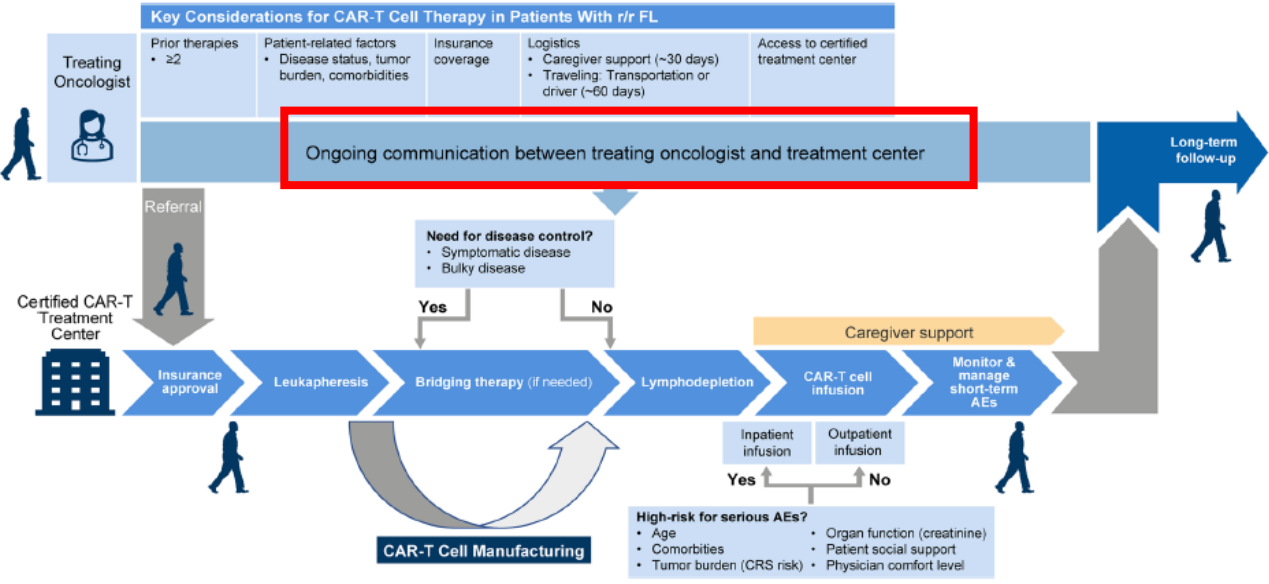 Key Considerations for CAR-T Cell Therapy in Patients With r/r FL
Treating
Oncologist
Prior therapies
• ≥2
Patient-related factors
• Disease status, tumor
burden, comorbidities
Insurance
coverage
Logistics
• Caregiver support (~30 days)
• Traveling: Transportation or
driver (~60 days)
Access to certified
treatment center
Ongoing communication between treating oncologist and treatment center
Long-term
follow-up
Referral
Need for disease control?
• Symptomatic disease
• Bulky disease
Yes
No
Certified CAR-T
Treatment
Center
Caregiver support
Insurance
approval
Leukapheresis
Bridging therapy (if needed)
Lymphodepletion
CAR-T cell
infusion
Monitor &
manage
short-term
AEs
Inpatient
infusion
Outpatient
infusion
Yes
No
High-risk for serious AEs?
• Age
• Comorbities
• Tumor burden (CRS risk)
• Organ function (creatinine)
• Patient social support
• Physician comfort level
CAR-T Cell Manufacturing